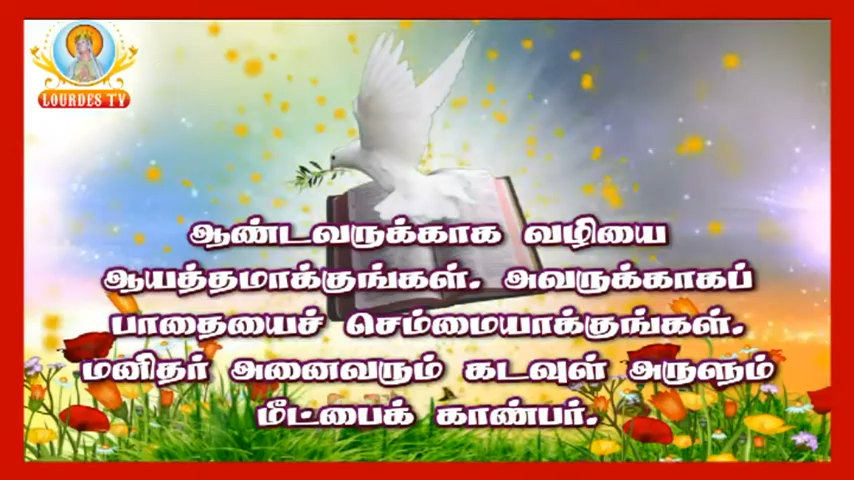 LOURDES TV
ஆண்டவருக்காக வழியை
ஆயத்தமாக்குங்கள். அவருக்காகப்
பாதையைச் செம்மையாக்குங்கள்.
மனிதர் அனைவரும் கடவுள் அருளும்
மீட்பைக் காண்பர்.